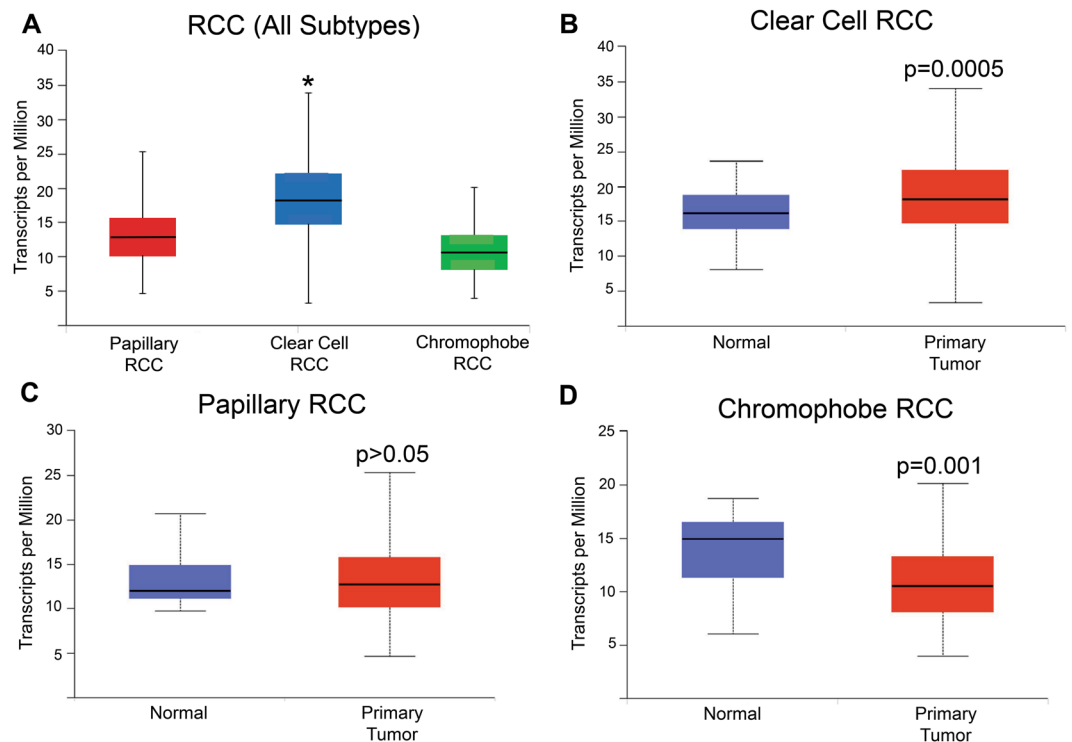 A
RCC (All Subtypes)
Transcripts per Million
40
35
30
25
20
15
10
5
*
Papillary
RCC
Clear Cell
RCC
Chromophobe
RCC
B
Clear Cell RCC
Transcripts per Million
40
35
30
25
20
15
10
5
p=0.0005
Normal
Primary
Tumor
C
Papillary RCC
Transcripts per Million
30
25
20
15
10
5
p>0.05
Normal
Primary
Tumor
D
Chromophobe RCC
Transcripts per Million
25
20
15
10
5
p=0.001
Normal
Primary
Tumor